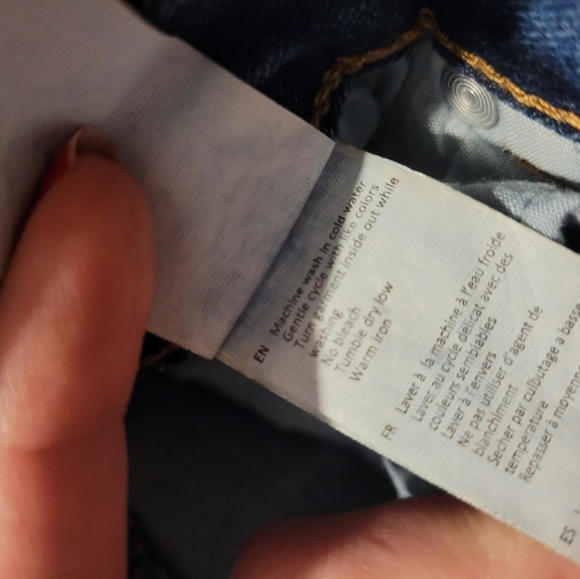 EN
Machine wash in cold water
Gentle cycle with like colors
Turn garment inside out while
washing
No bleach
Tumble dry low
Warm iron
FR
Laver à la machine à l'eau froide
Laver au cycle délicat avec des
couleurs semblables
Laver à l'envers
Ne pas utiliser d'agent de
blanchiment
Secher par culbutage a basse
temperature
Repasser à moyenne
ES